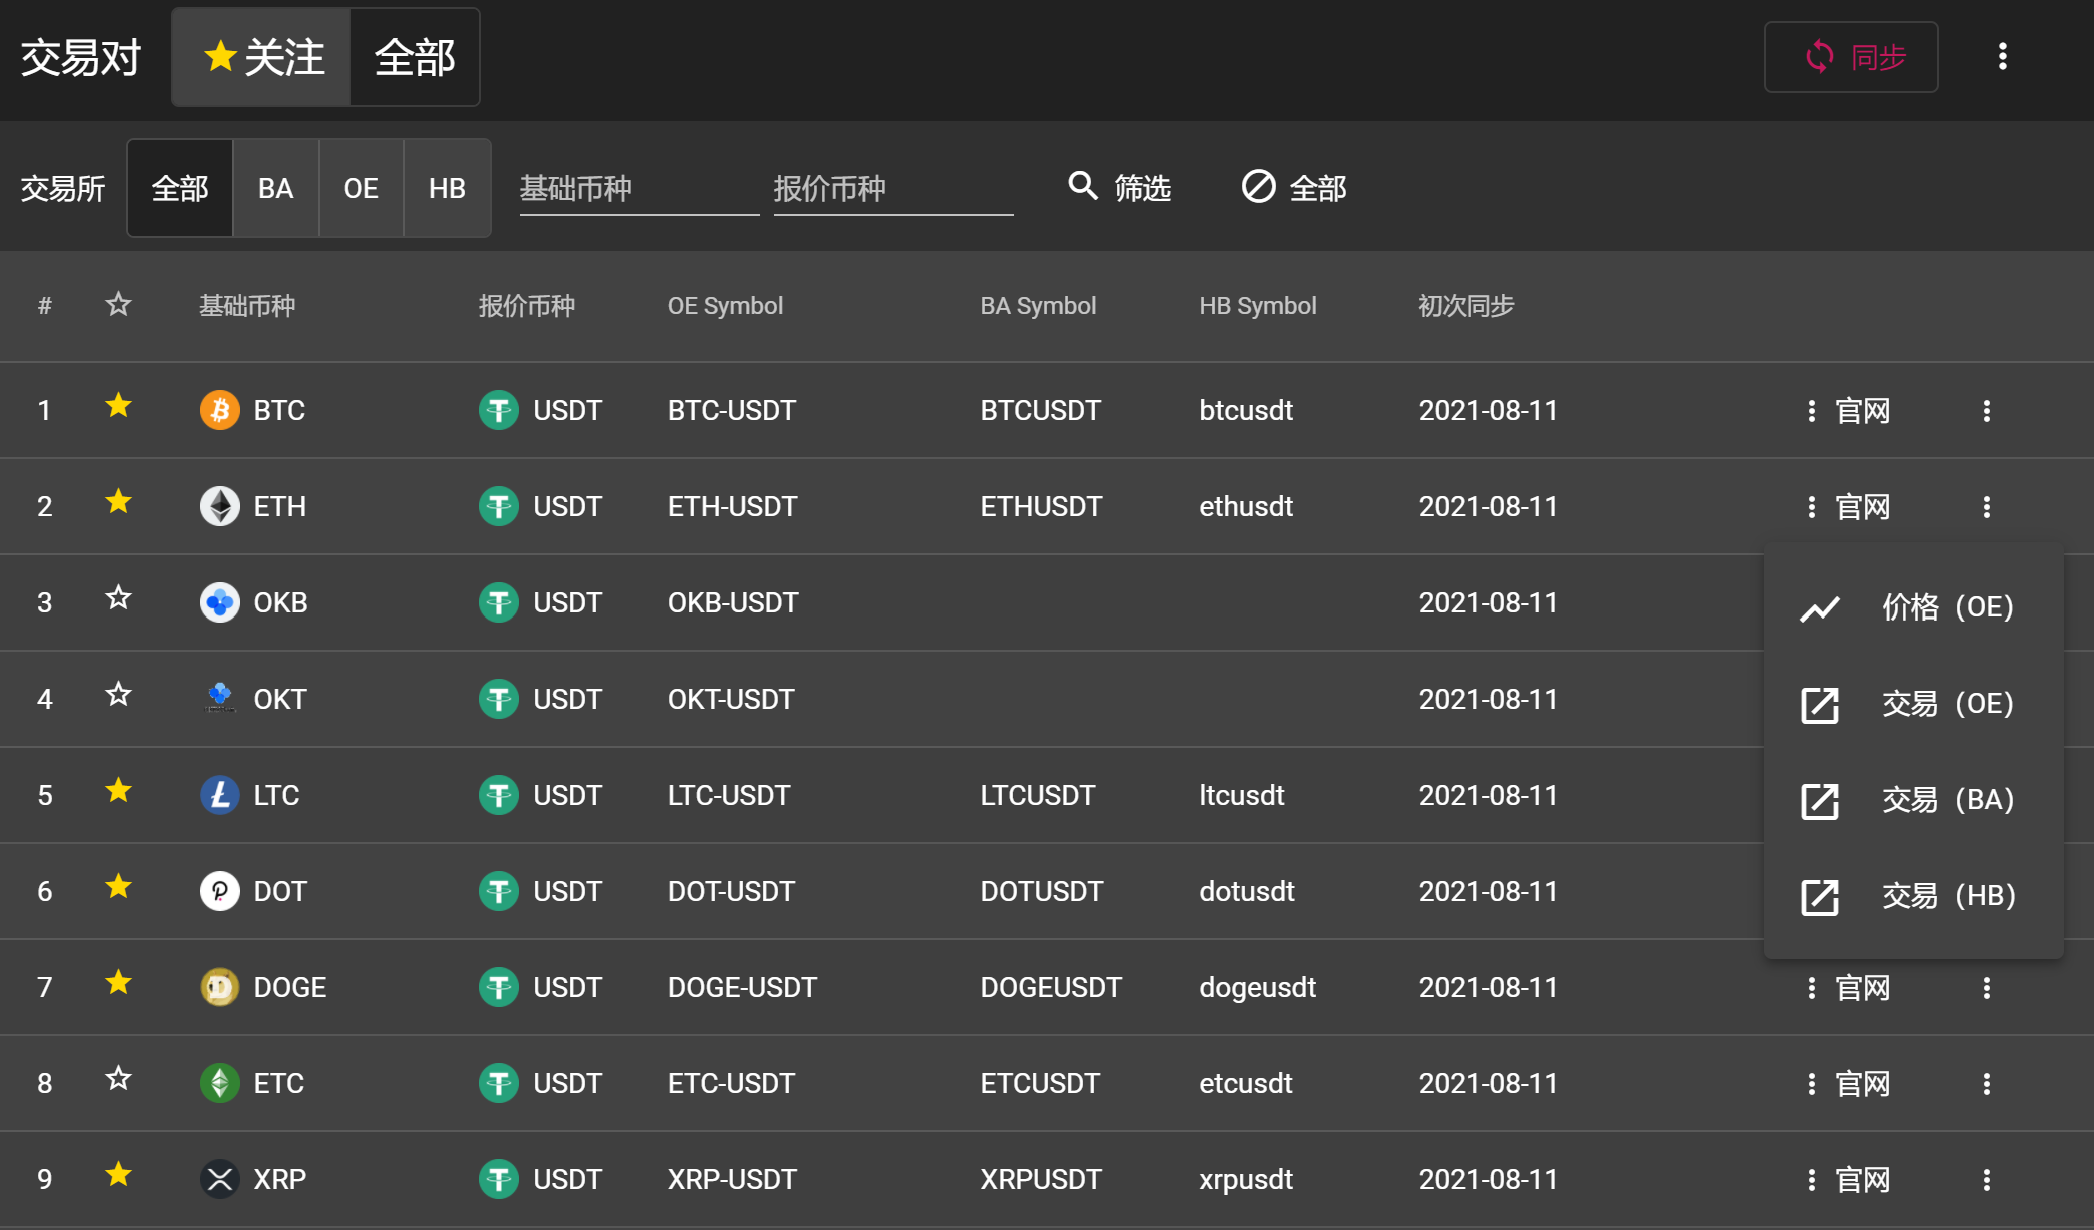 交易对 关注 全部 同步
交易所 全部 BA OE HB 基础币种 报价币种 筛选 全部
# 基础币种 报价币种 OE Symbol BA Symbol HB Symbol 初次同步
1 BTC USDT BTC-USDT BTCUSDT btcusdt 2021-08-11 官网
2 ETH USDT ETH-USDT ETHUSDT ethusdt 2021-08-11 官网
3 OKB USDT OKB-USDT 2021-08-11
价格（OE）
4 OKT USDT OKT-USDT 2021-08-11
交易（OE）
5 LTC USDT LTC-USDT LTCUSDT ltcusdt 2021-08-11
交易（BA）
6 DOT USDT DOT-USDT DOTUSDT dotusdt 2021-08-11
交易（HB）
7 DOGE USDT DOGE-USDT DOGEUSDT dogeusdt 2021-08-11 官网
8 ETC USDT ETC-USDT ETCUSDT etcusdt 2021-08-11 官网
9 XRP USDT XRP-USDT XRPUSDT xrpusdt 2021-08-11 官网